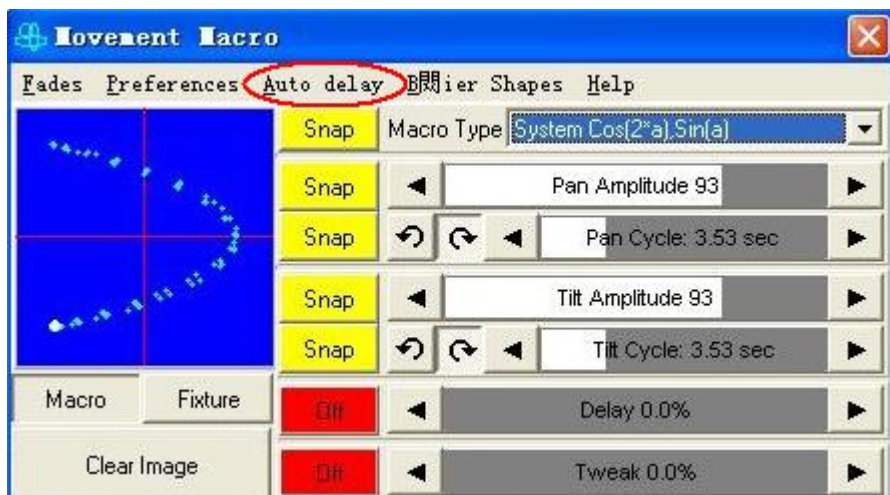 Movement Macro
Fades Preferences Auto delay B閦ier Shapes Help
Snap Macro Type System Cos(2*a),Sin(a)
Snap Pan Amplitude 93
Snap Pan Cycle: 3.53 sec
Snap Tilt Amplitude 93
Snap Tilt Cycle: 3.53 sec
Macro Fixture Off Delay 0.0%
Clear Image Off Tweak 0.0%